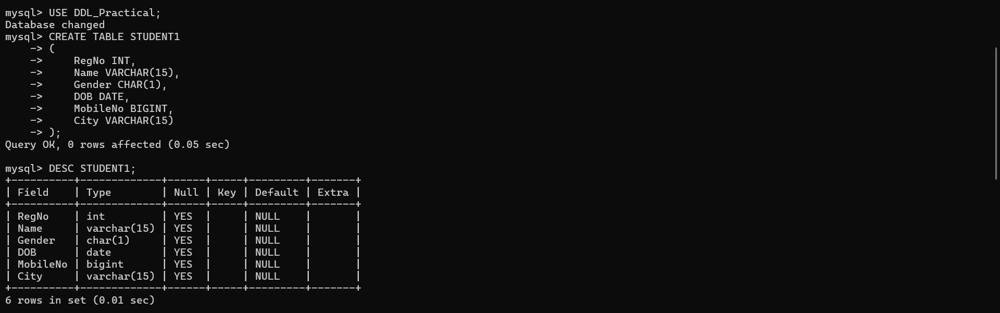 mysql> USE DDL_Practical;
Database changed
mysql> CREATE TABLE STUDENT1
    -> (
    ->     RegNo INT,
    ->     Name VARCHAR(15),
    ->     Gender CHAR(1),
    ->     DOB DATE,
    ->     MobileNo BIGINT,
    ->     City VARCHAR(15)
    -> );
Query OK, 0 rows affected (0.05 sec)

mysql> DESC STUDENT1;
+----------+-------------+------+-----+---------+-------+
| Field    | Type        | Null | Key | Default | Extra |
+----------+-------------+------+-----+---------+-------+
| RegNo    | int         | YES  |     | NULL    |       |
| Name     | varchar(15) | YES  |     | NULL    |       |
| Gender   | char(1)     | YES  |     | NULL    |       |
| DOB      | date        | YES  |     | NULL    |       |
| MobileNo | bigint      | YES  |     | NULL    |       |
| City     | varchar(15) | YES  |     | NULL    |       |
+----------+-------------+------+-----+---------+-------+
6 rows in set (0.01 sec)